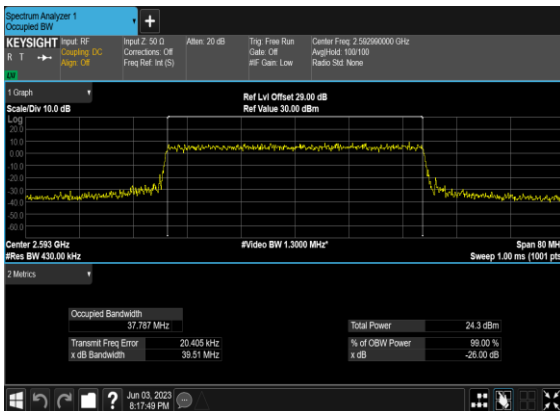 Spectrum Analyzer 1
Occupied BW
KEYSIGHT
R T
LV
Input: RF
Coupling: DC
Align: Off
Input Z: 50 Ω
Corrections: Off
Freq Ref: Int (S)
Atten: 20 dB
Trig: Free Run
Gate: Off
#IF Gain: Low
Center Freq: 2.592990000 GHz
Avg|Hold: 100/100
Radio Std: None
1 Graph
Scale/Div 10.0 dB
Ref Lvl Offset 29.00 dB
Ref Value 30.00 dBm
Log
20.0
10.0
0.00
-10.0
-20.0
-30.0
-40.0
-50.0
-60.0
Center 2.593 GHz
#Video BW 1.3000 MHz*
Span 80 MH
#Res BW 430.00 kHz
Sweep 1.00 ms (1001 pts
2 Metrics
Occupied Bandwidth
37.787 MHz
Total Power 24.3 dBm
Transmit Freq Error 20.405 kHz
% of OBW Power 99.00 %
x dB Bandwidth 39.51 MHz
x dB -26.00 dB
?
Jun 03, 2023
8:17:49 PM